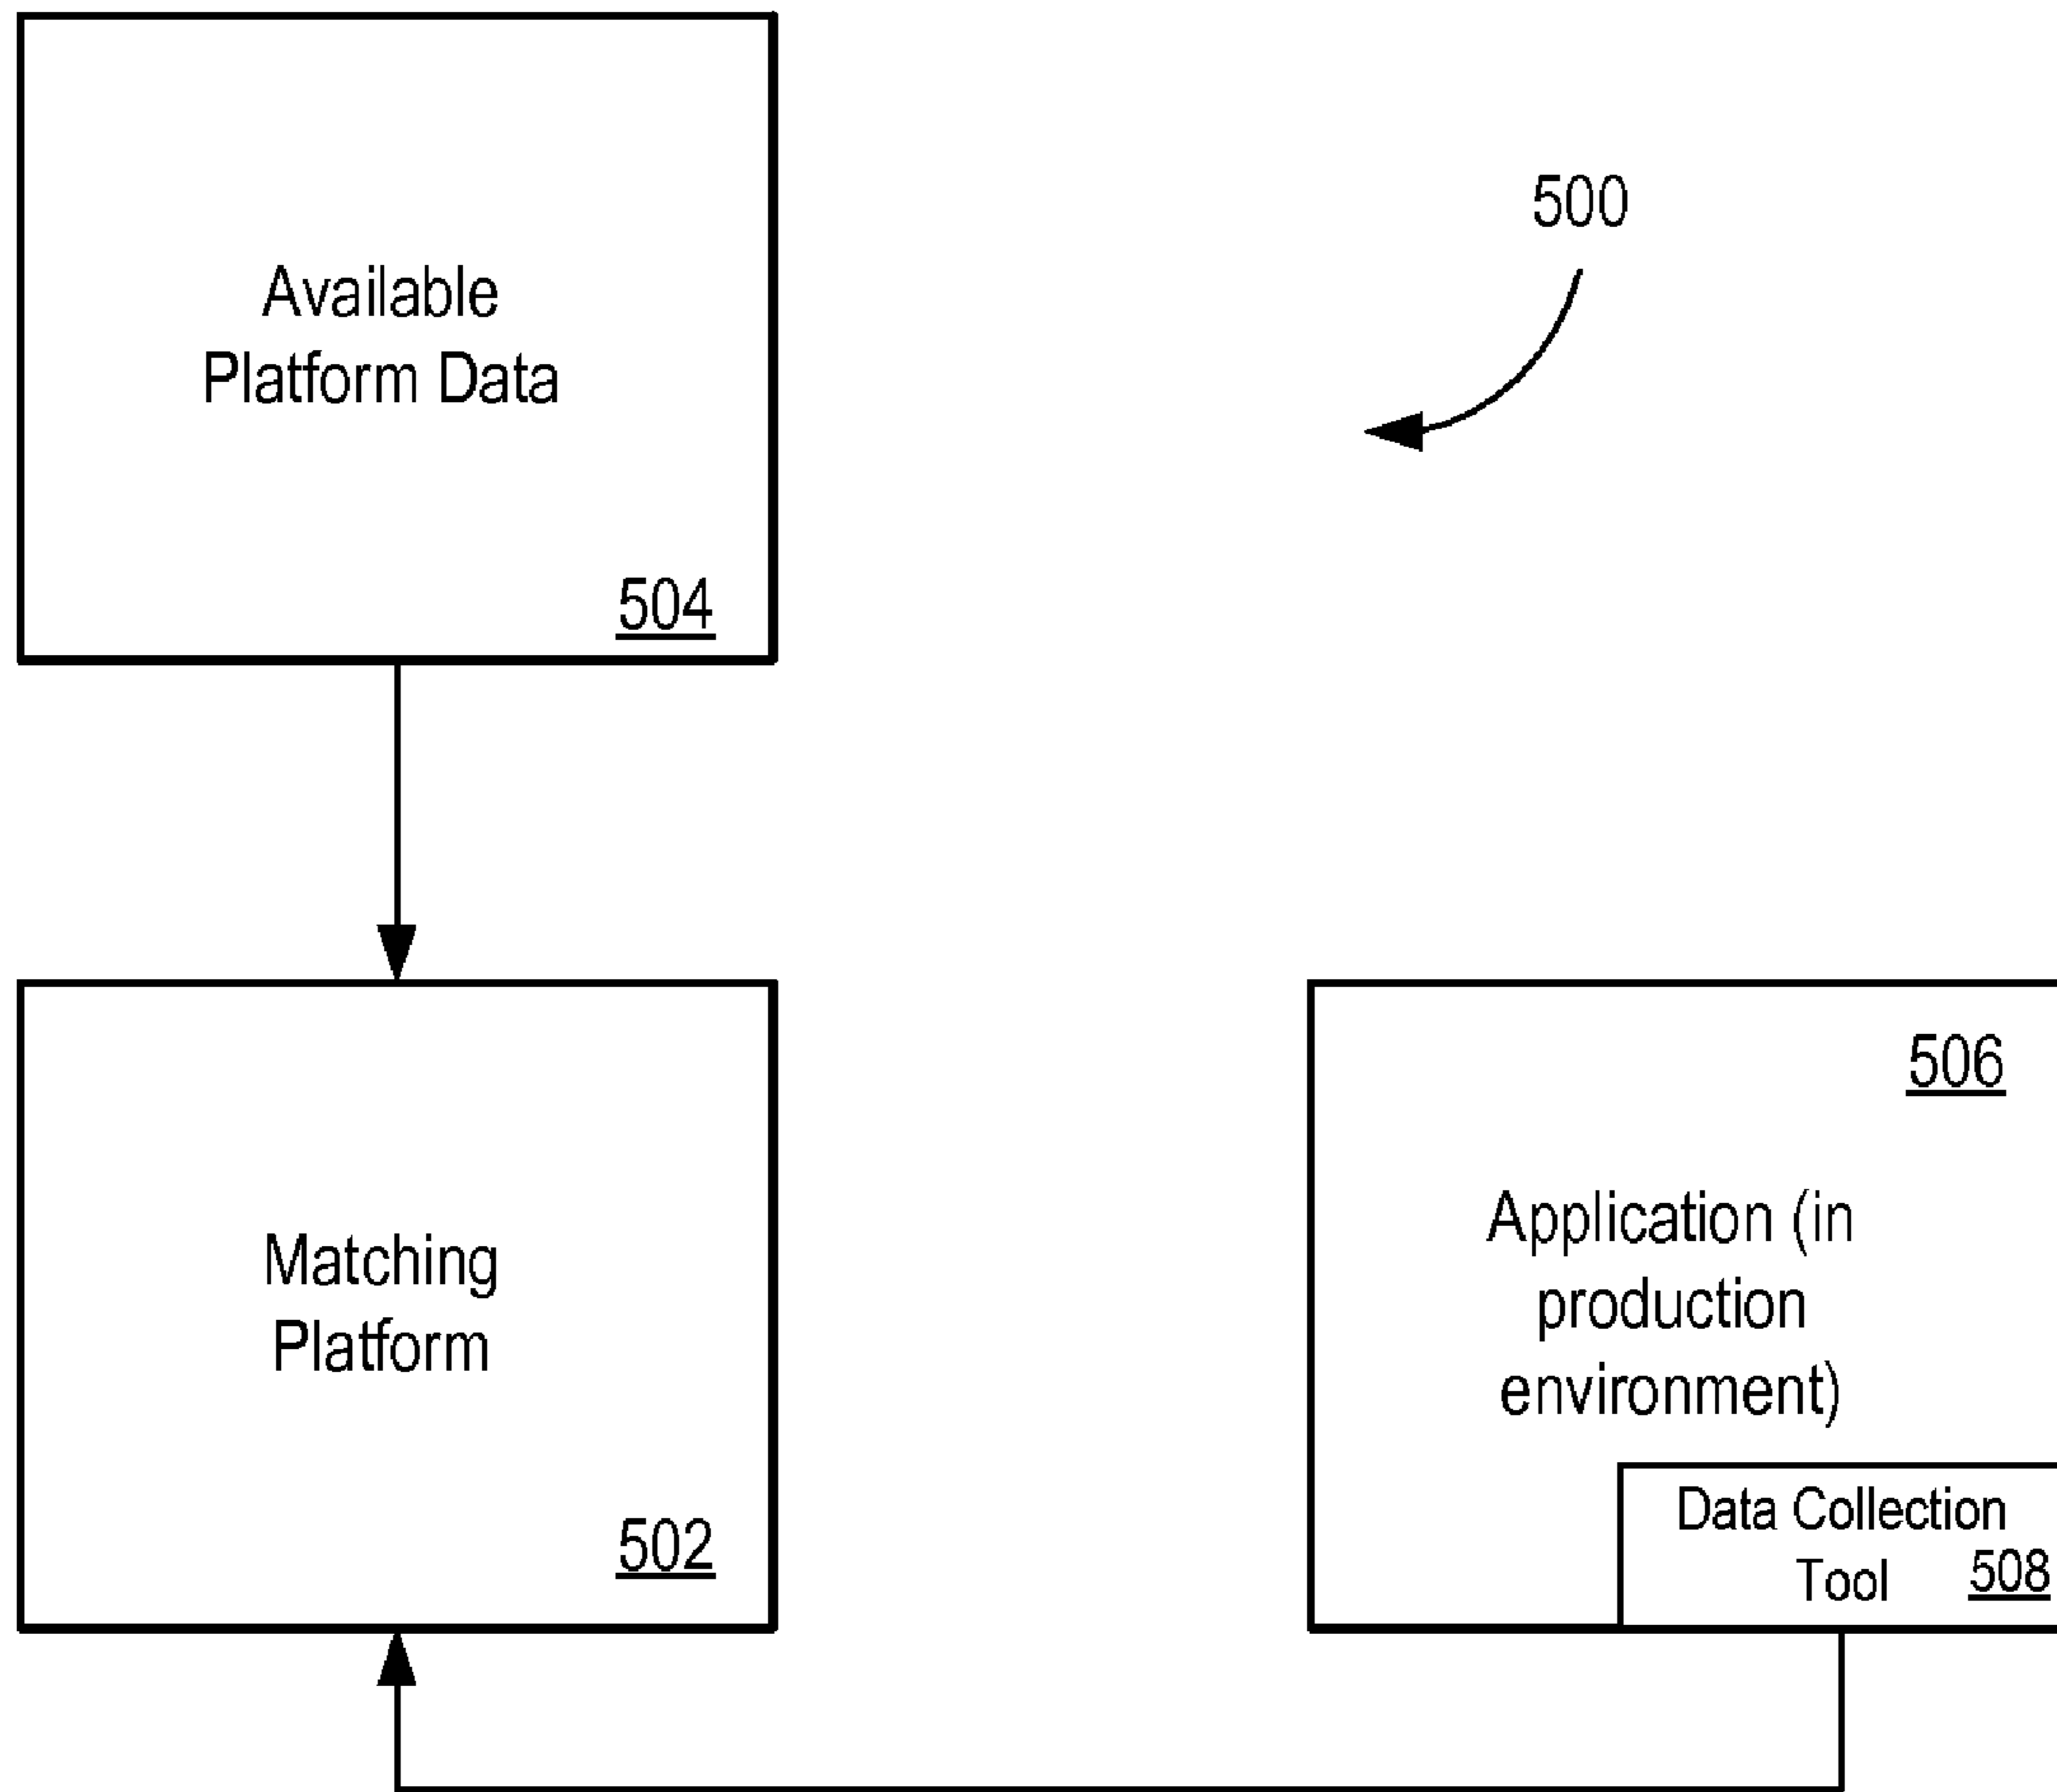 Available
Platform Data
504
500
Matching
Platform
502
506
Application (in
production
environment)
Data Collection
Tool 508